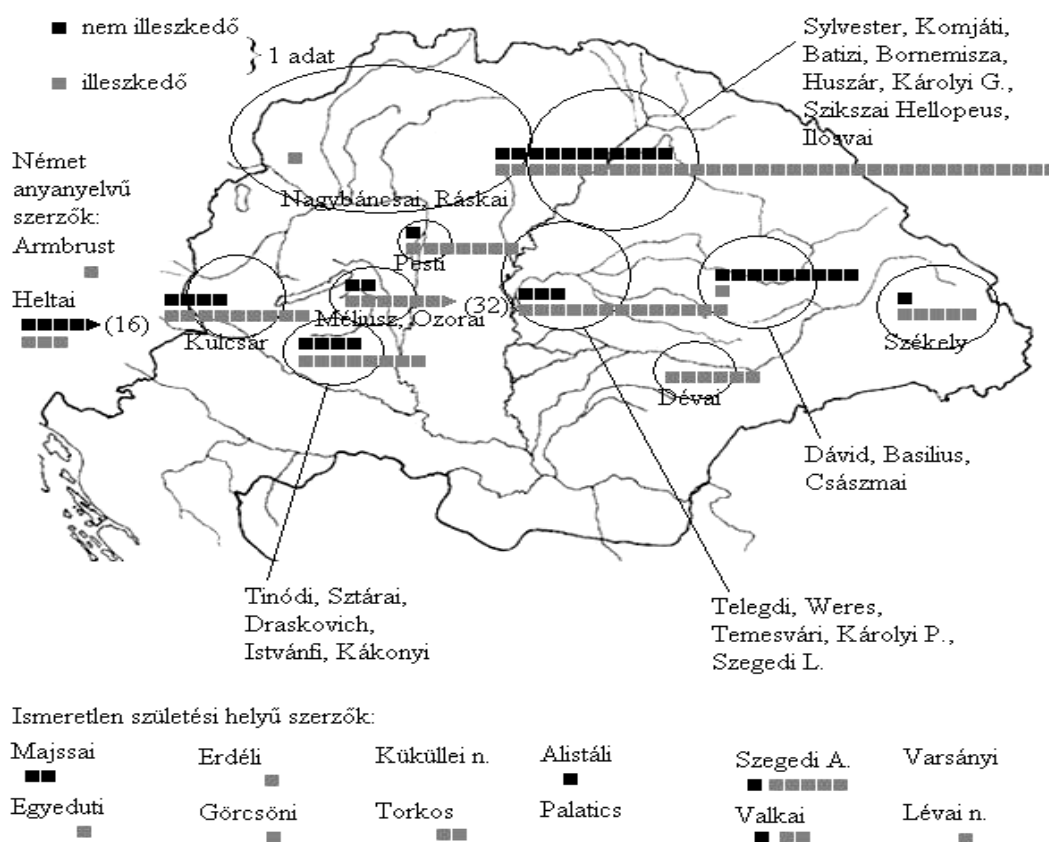 nem illeszkedő
1 adat
illeszkedő
Sylvester, Komjáti,
Batizi, Bornemisza,
Huszár, Károlyi G.,
Szikszai Hellopeus,
Ilosvai
Német
anyanyelvű
szerzők:
Armbrust
Heltai
(16)
Nagybáncsai, Ráskai
Pesti
Kulcsár
Méliusz, Ozorai
(32)
Székely
Dévai
Dávid, Basilius,
Császmai
Tinódi, Sztárai,
Draskovich,
Istvánfi, Kákonyi
Telegdi, Weres,
Temesvári, Károlyi P.,
Szegedi L.
Ismeretlen születési helyű szerzők:
Majssai Erdéli Küküllei n. Alistáli Szegedi A. Varsányi
Egyeduti Görcsöni Torkos Palatics Valkai Lévai n.